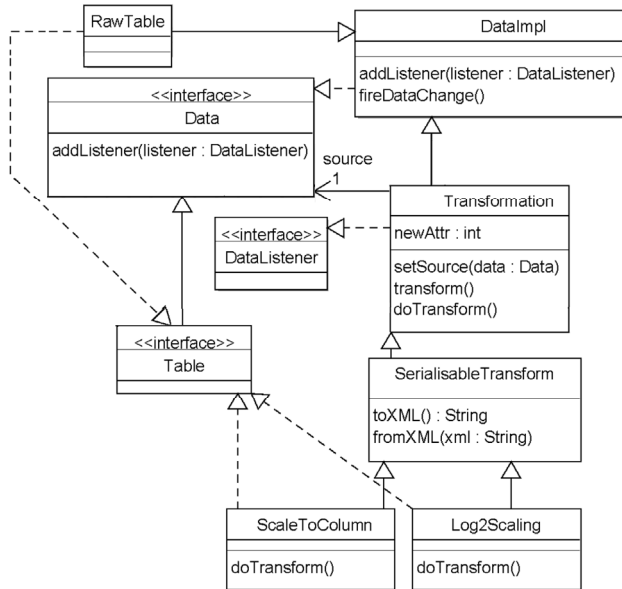 RawTable
DataImpl
addListener(listener : DataListener)
fireDataChange()
<<interface>>
Data
addListener(listener : DataListener)
source
1
Transformation
newAttr : int
setSource(data : Data)
transform()
doTransform()
<<interface>>
DataListener
<<interface>>
Table
SerialisableTransform
toXML() : String
fromXML(xml : String)
ScaleToColumn
doTransform()
Log2Scaling
doTransform()